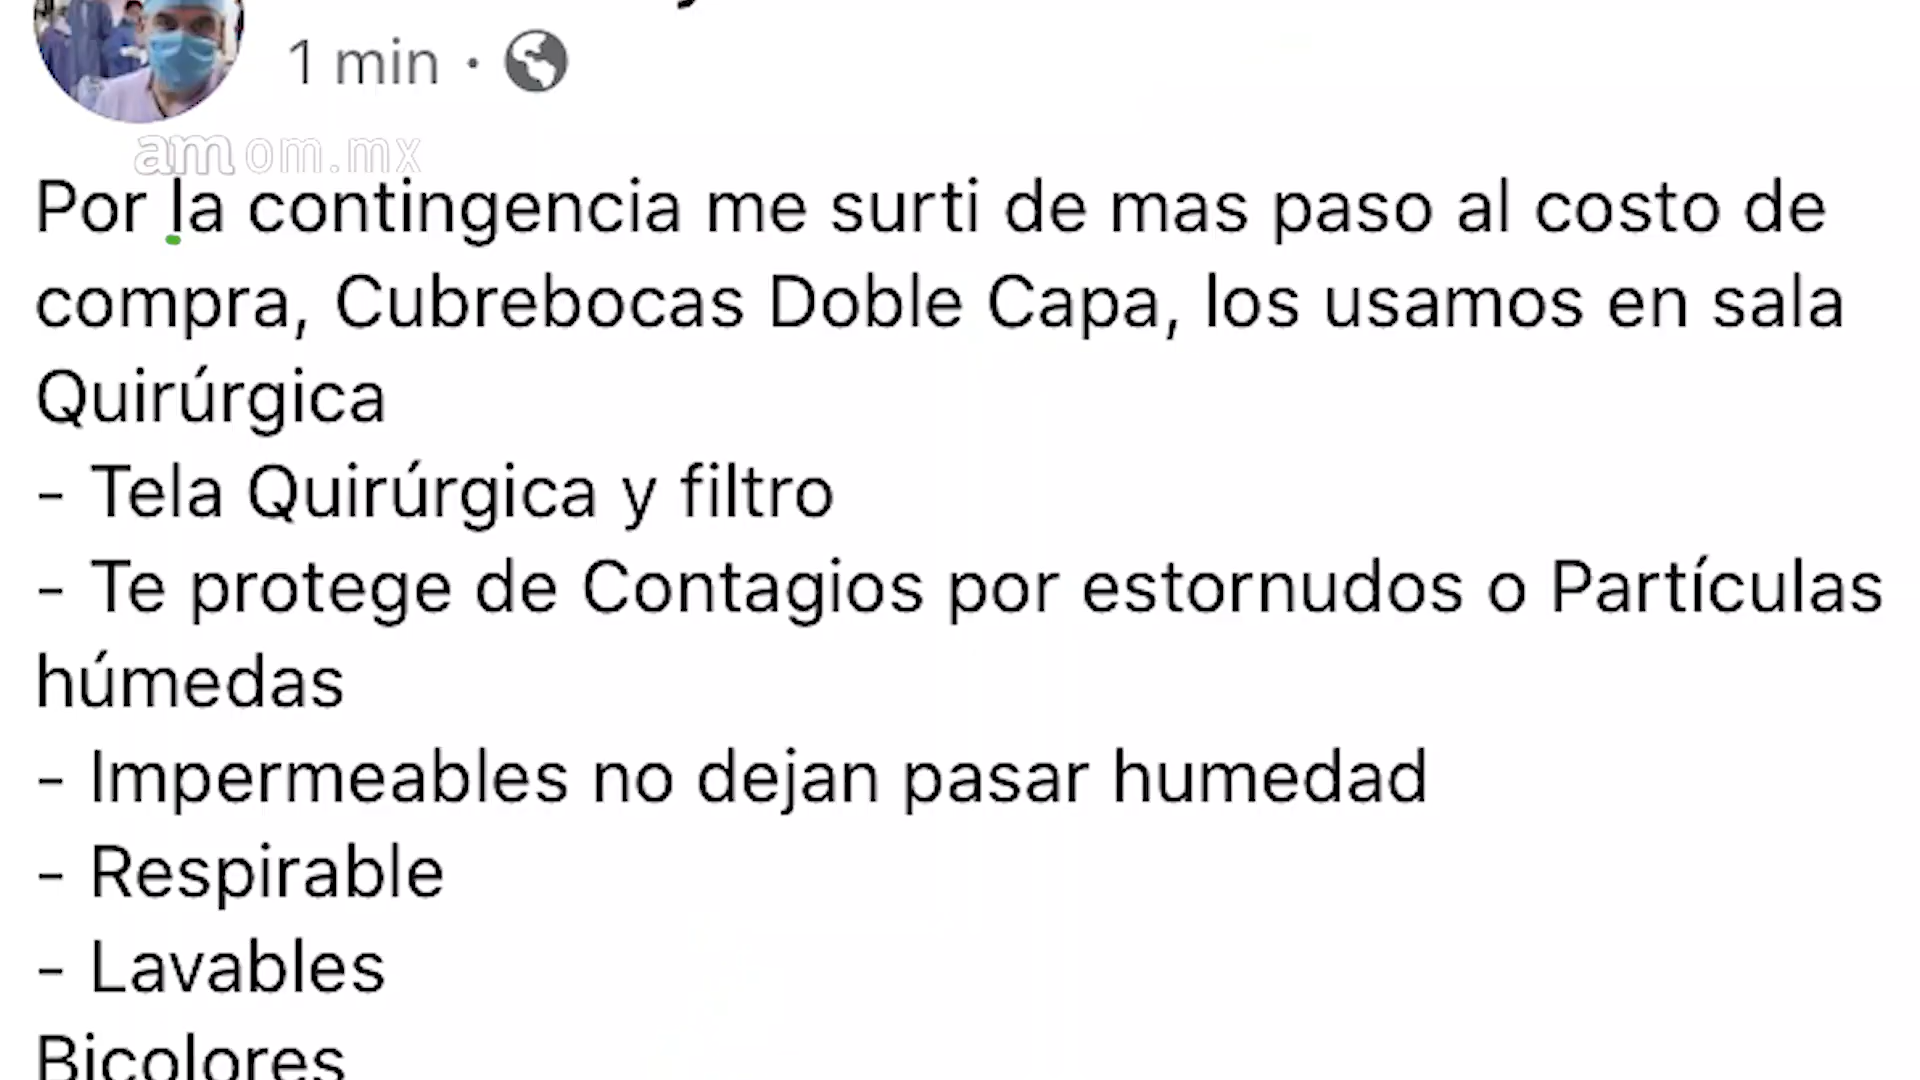 1 min ·
am om.mx
Por la contingencia me surti de mas paso al costo de
compra, Cubrebocas Doble Capa, los usamos en sala
Quirúrgica
- Tela Quirúrgica y filtro
- Te protege de Contagios por estornudos o Partículas
húmedas
- Impermeables no dejan pasar humedad
- Respirable
- Lavables
Bicolores